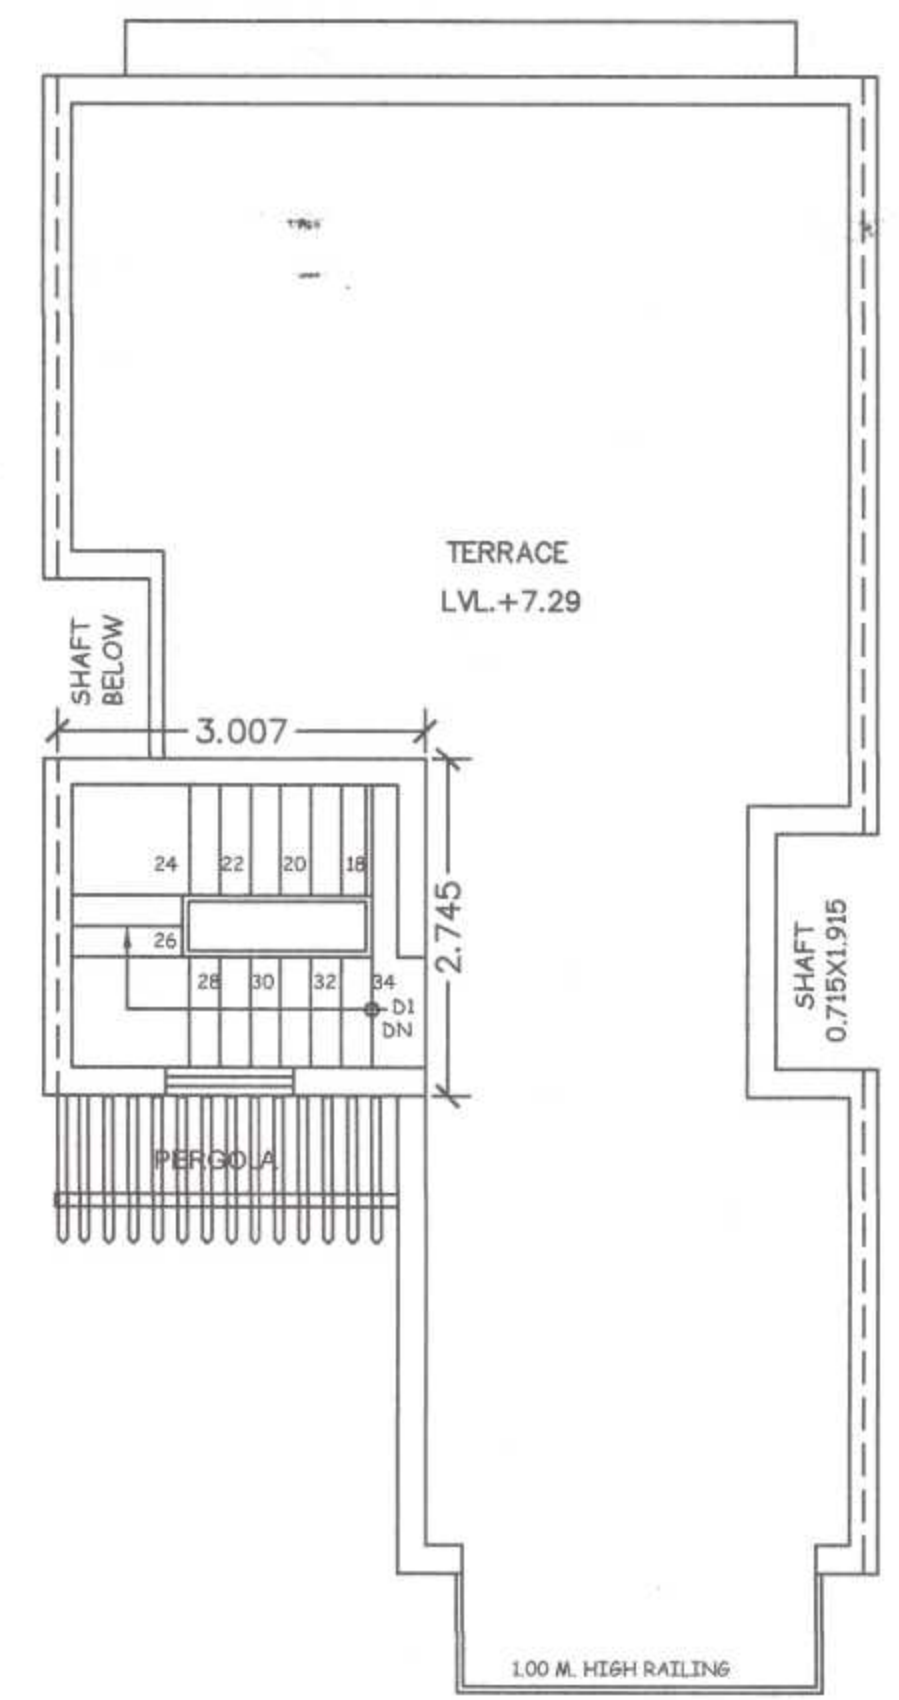 TERRACE
LVL.+7.29
SHAFT
BELOW
3.007
24
22
20
18
2.745
26
28
30
32
34
D1
DN
SHAFT
0.715X1.915
PERGOLA
1.00 M. HIGH RAILING